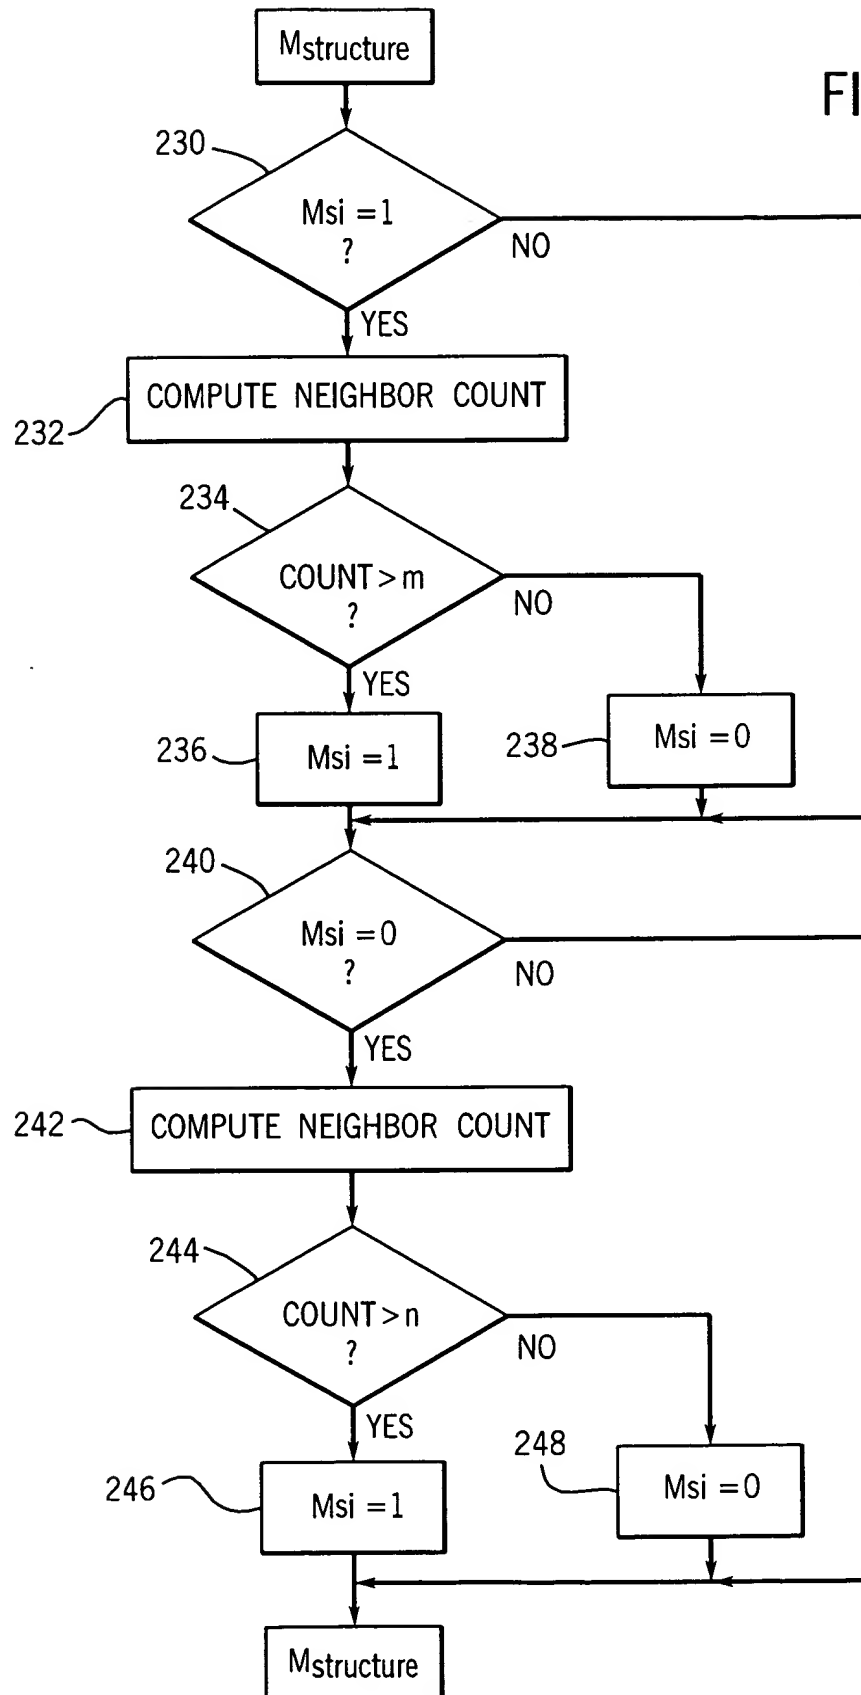 Mstructure
FI
230
Msi = 1
?
NO
YES
COMPUTE NEIGHBOR COUNT
232
234
COUNT > m
?
NO
YES
236
Msi = 1
238
Msi = 0
240
Msi = 0
?
NO
YES
242
COMPUTE NEIGHBOR COUNT
244
COUNT > n
?
NO
YES
246
Msi = 1
248
Msi = 0
Mstructure